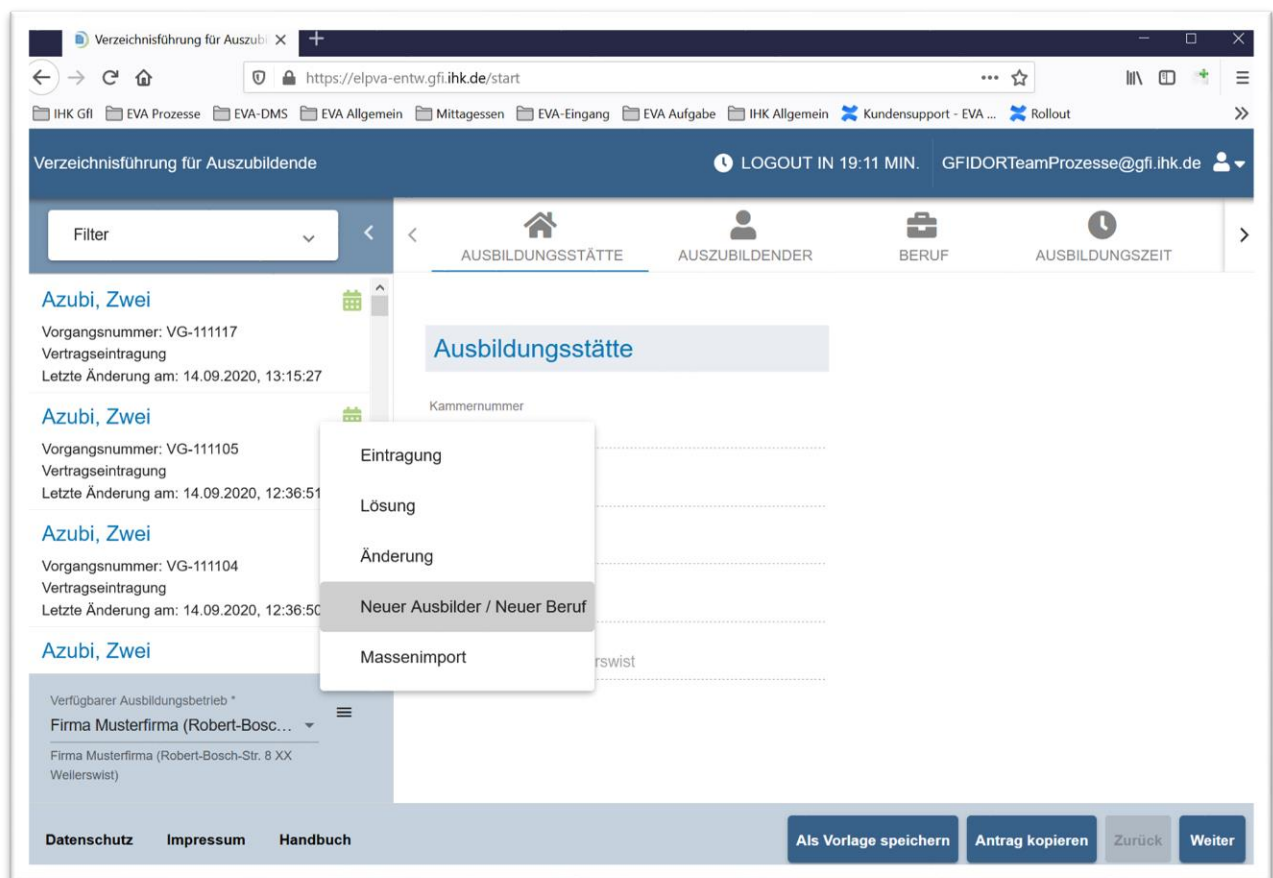 Verzeichnisführung für Auszubi
https://elpva-entw.gfi.ihk.de/start
IHK GfI EVA Prozesse EVA-DMS EVA Allgemein Mittagessen EVA-Eingang EVA Aufgabe IHK Allgemein Kundensupport - EVA ... Rollout
Verzeichnisführung für Auszubildende
LOGOUT IN 19:11 MIN. GFIDORTeamProzesse@gfi.ihk.de
Filter
AUSBILDUNGSSTÄTTE AUSZUBILDENDER BERUF AUSBILDUNGSZEIT
Azubi, Zwei
Vorgangsnummer: VG-111117
Vertragseintragung
Letzte Änderung am: 14.09.2020, 13:15:27
Azubi, Zwei
Vorgangsnummer: VG-111105
Vertragseintragung
Letzte Änderung am: 14.09.2020, 12:36:51
Azubi, Zwei
Vorgangsnummer: VG-111104
Vertragseintragung
Letzte Änderung am: 14.09.2020, 12:36:50
Azubi, Zwei
Verfügbarer Ausbildungsbetrieb *
Firma Musterfirma (Robert-Bosc...
Firma Musterfirma (Robert-Bosch-Str. 8 XX
Weilerswist)
Ausbildungsstätte
Kammernummer
Eintragung
Lösung
Änderung
Neuer Ausbilder / Neuer Beruf
Massenimport
rswist
Datenschutz Impressum Handbuch
Als Vorlage speichern Antrag kopieren Zurück Weiter